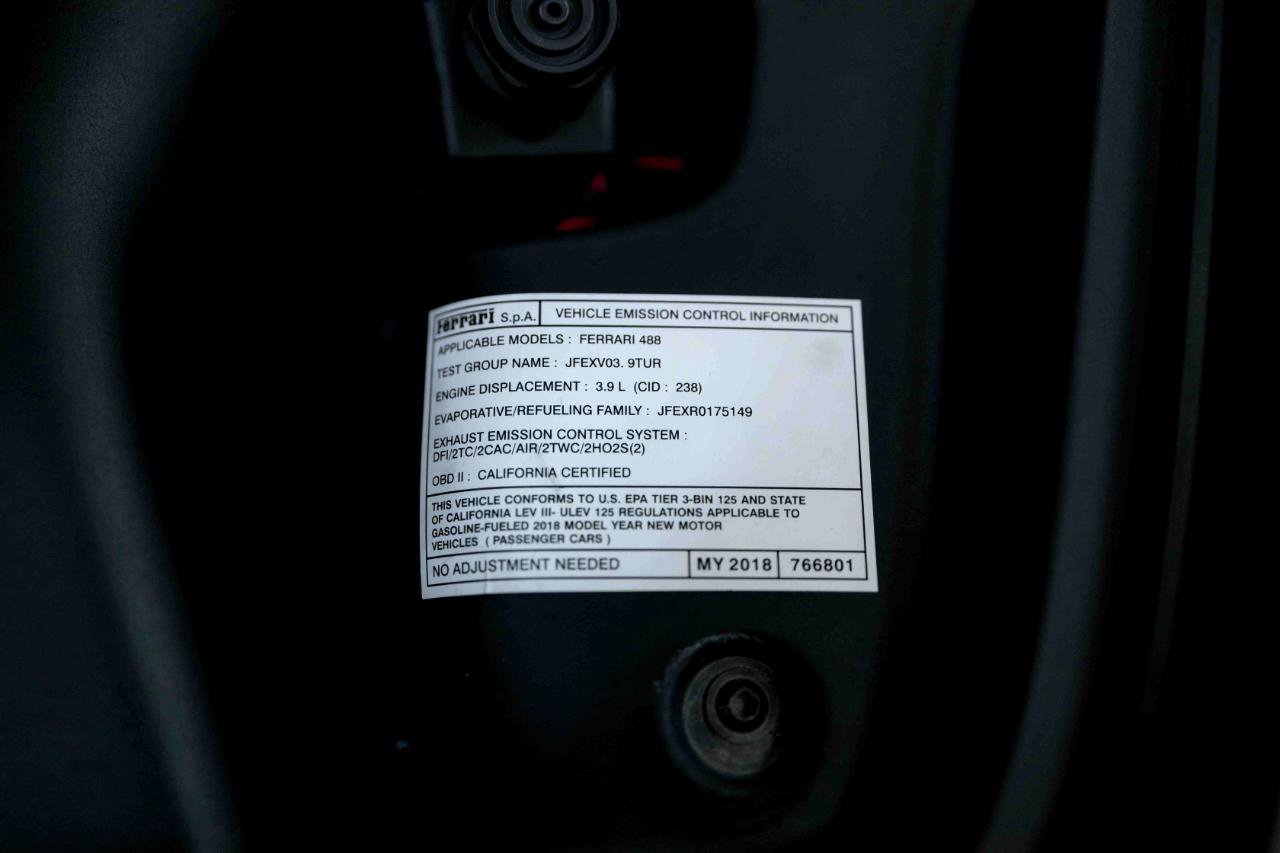 Ferrari S.p.A. VEHICLE EMISSION CONTROL INFORMATION
APPLICABLE MODELS : FERRARI 488
TEST GROUP NAME : JFEXV03. 9TUR
ENGINE DISPLACEMENT : 3.9 L (CID : 238)
EVAPORATIVE/REFUELING FAMILY : JFEXR0175149
EXHAUST EMISSION CONTROL SYSTEM :
DFI/2TC/2CAC/AIR/2TWC/2HO2S(2)
OBD II : CALIFORNIA CERTIFIED
THIS VEHICLE CONFORMS TO U.S. EPA TIER 3-BIN 125 AND STATE
OF CALIFORNIA LEV III- ULEV 125 REGULATIONS APPLICABLE TO
GASOLINE-FUELED 2018 MODEL YEAR NEW MOTOR
VEHICLES ( PASSENGER CARS )
NO ADJUSTMENT NEEDED MY 2018 766801